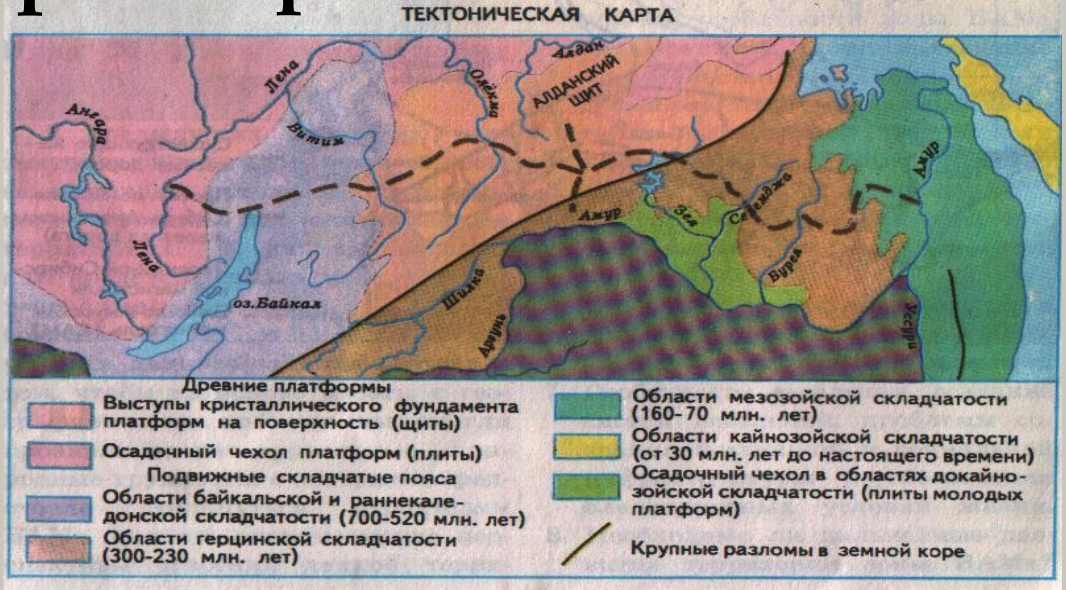 ТЕКТОНИЧЕСКАЯ КАРТА
Ангара
Лена
Витим
Олёкма
Алдан
АЛДАНСКИЙ
ЩИТ
Лена
оз.Байкал
Шилка
Аргунь
Амур
Зея
Селемджа
Бурея
Амур
Уссури
Древние платформы
Выступы кристаллического фундамента
платформ на поверхность (щиты)
Осадочный чехол платформ (плиты)
Подвижные складчатые пояса
Области байкальской и раннекале-
донской складчатости (700-520 млн. лет)
Области герцинской складчатости
(300-230 млн. лет)
Области мезозойской складчатости
(160-70 млн. лет)
Области кайнозойской складчатости
(от 30 млн. лет до настоящего времени)
Осадочный чехол в областях докайно-
зойской складчатости (плиты молодых
платформ)
Крупные разломы в земной коре